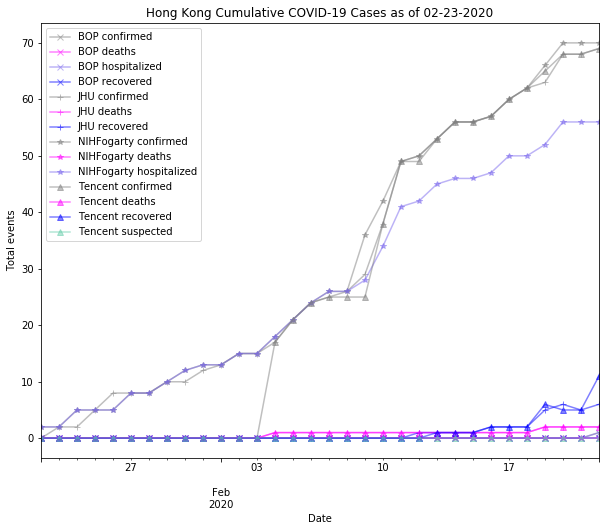 Hong Kong Cumulative COVID-19 Cases as of 02-23-2020
BOP confirmed
BOP deaths
BOP hospitalized
BOP recovered
JHU confirmed
JHU deaths
JHU recovered
NIHFogarty confirmed
NIHFogarty deaths
NIHFogarty hospitalized
Tencent confirmed
Tencent deaths
Tencent recovered
Tencent suspected
Total events
70
60
50
40
30
20
10
0
27
03
10
17
Feb
2020
Date